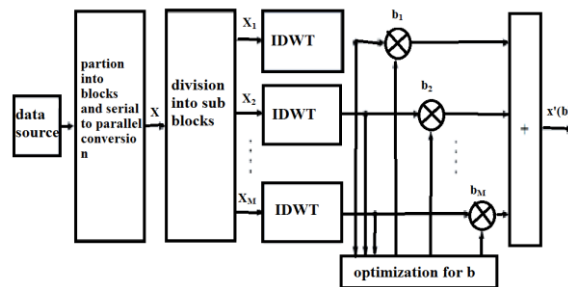 data
source
partion
into
blocks
and serial
to parallel
conversio
n
X
division
into sub
blocks
X1
IDWT
X2
IDWT
XM
IDWT
b1
b2
bM
optimization for b
+
x'(b